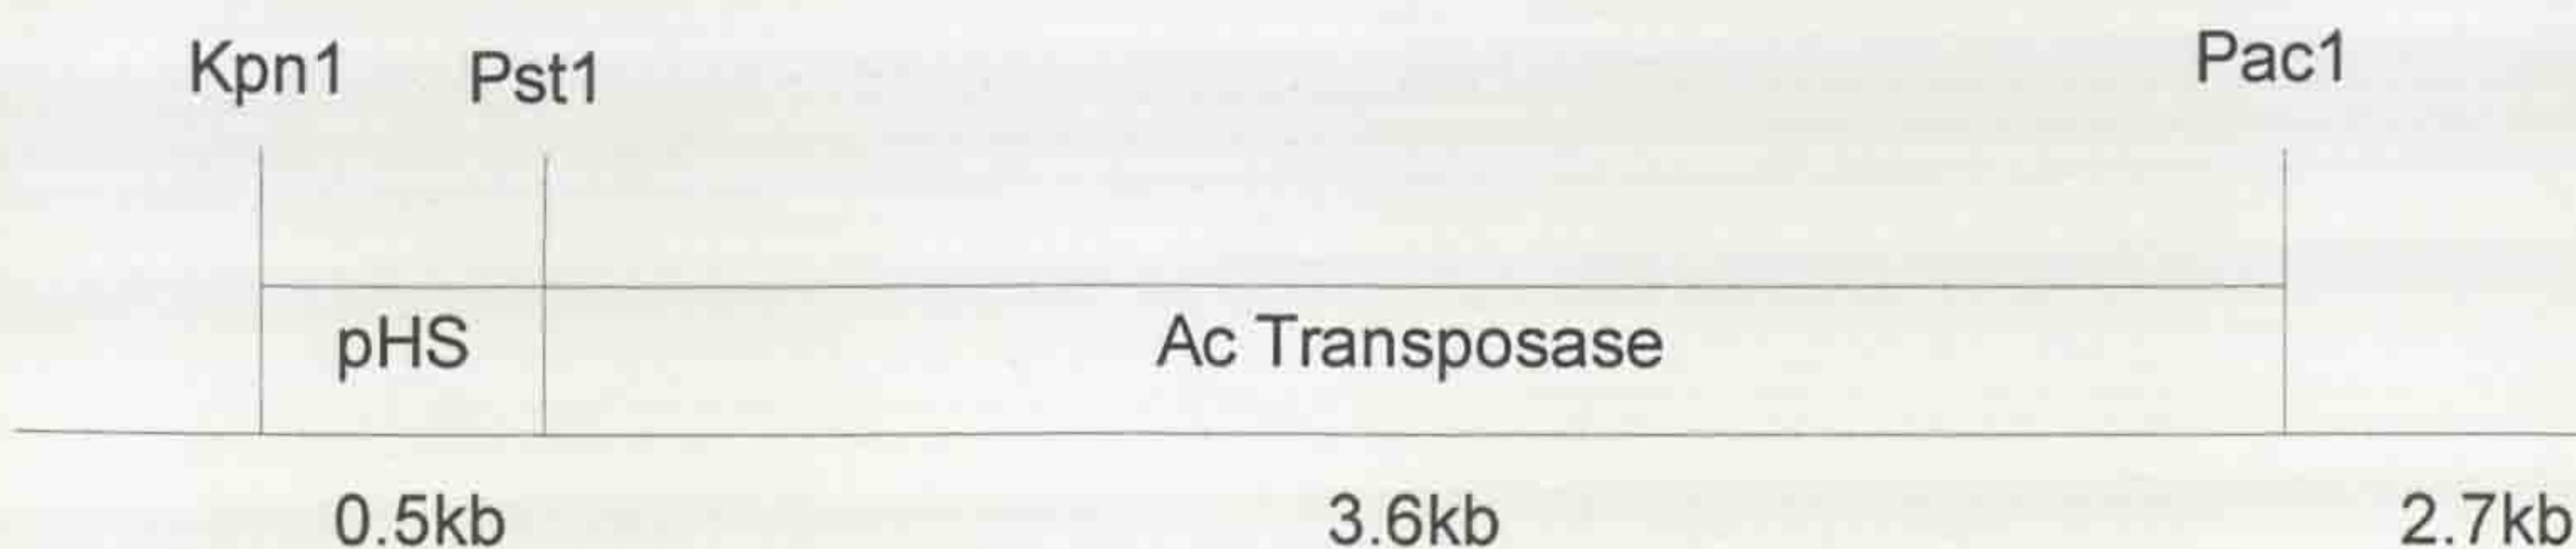 Kpn1 Pst1 Pac1
pHS Ac Transposase
0.5kb 3.6kb 2.7kb